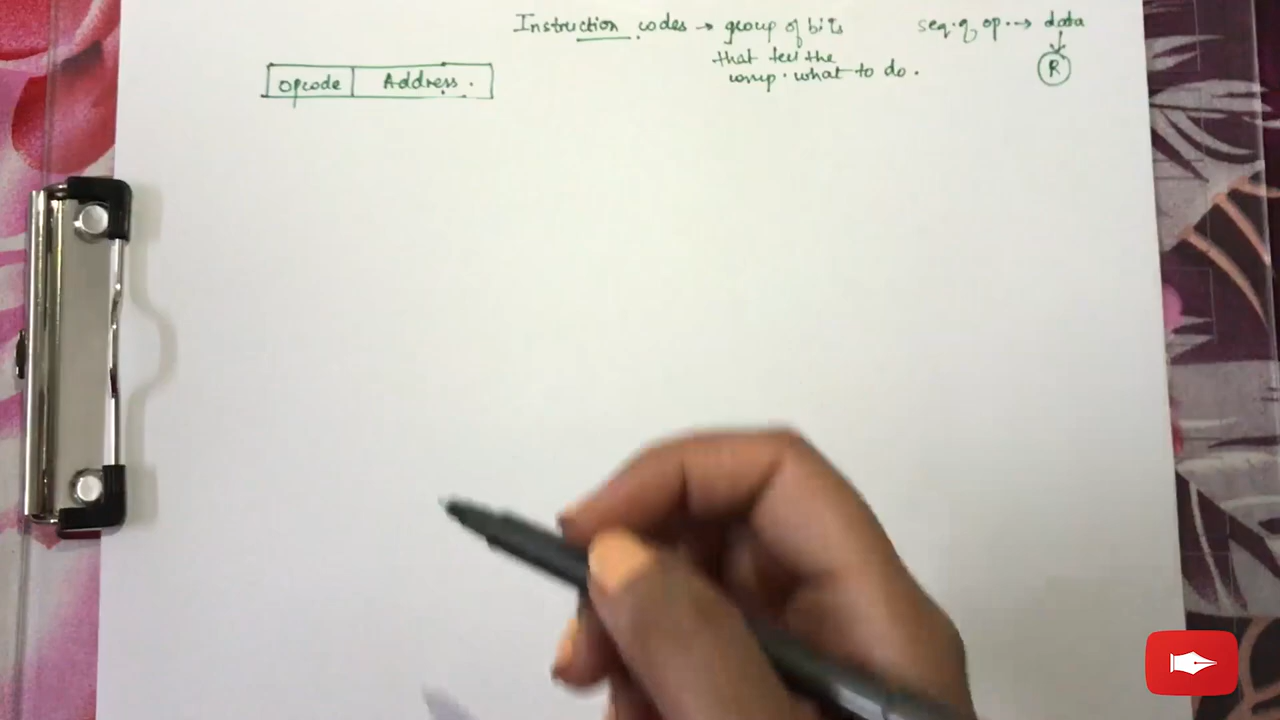 Instruction codes → group of bits
that tell the
comp. what to do.
seq. of op. → data
↓
R
Opcode | Address.